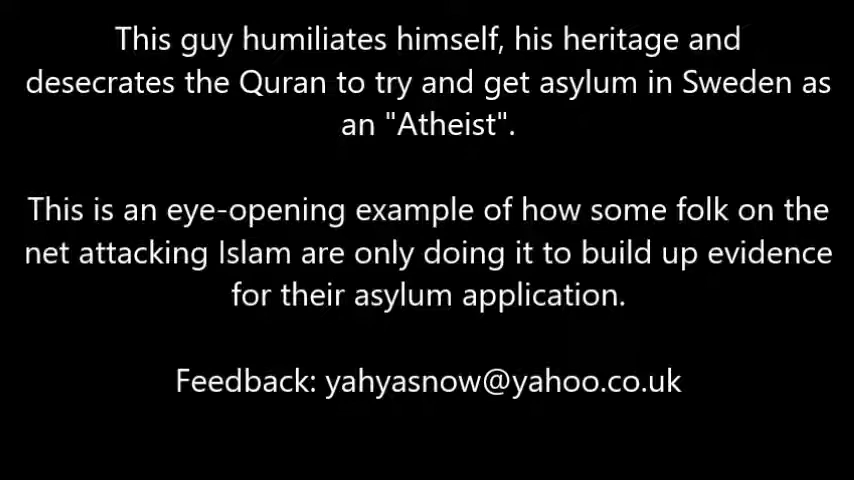 This guy humiliates himself, his heritage and
desecrates the Quran to try and get asylum in Sweden as
an "Atheist".
This is an eye-opening example of how some folk on the
net attacking Islam are only doing it to build up evidence
for their asylum application.
Feedback: yahyasnow@yahoo.co.uk